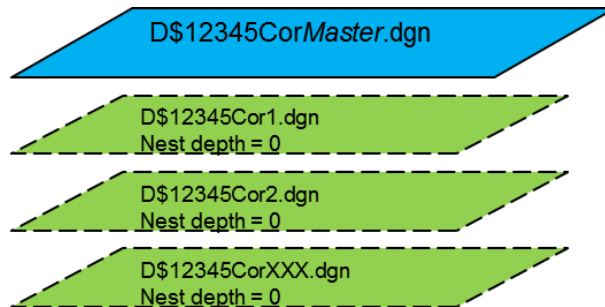 D$12345CorMaster.dgn
D$12345Cor1.dgn
Nest depth = 0
D$12345Cor2.dgn
Nest depth = 0
D$12345CorXXX.dgn
Nest depth = 0